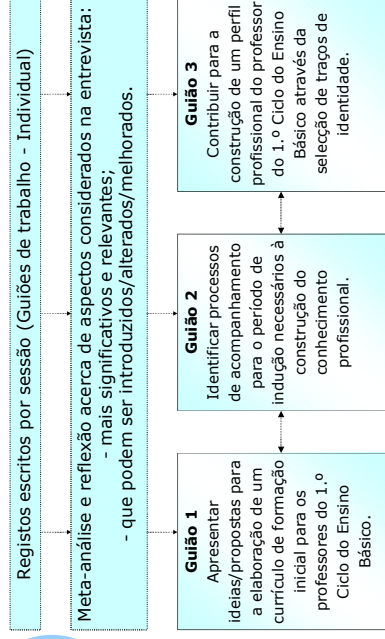 Registos escritos por sessão (Guiões de trabalho - Individual)
Meta-análise e reflexão acerca de aspectos considerados na entrevista:
- mais significativos e relevantes;
- que podem ser introduzidos/alterados/melhorados.
Guião 1
Apresentar
ideias/propostas para
a elaboração de um
currículo de formação
inicial para os
professores do 1.º
Ciclo do Ensino
Básico.
Guião 2
Identificar processos
de acompanhamento
para o período de
indução necessários à
construção do
conhecimento
profissional.
Guião 3
Contribuir para a
construção de um perfil
profissional do professor
do 1.º Ciclo do Ensino
Básico através da
selecção de traços de
identidade.